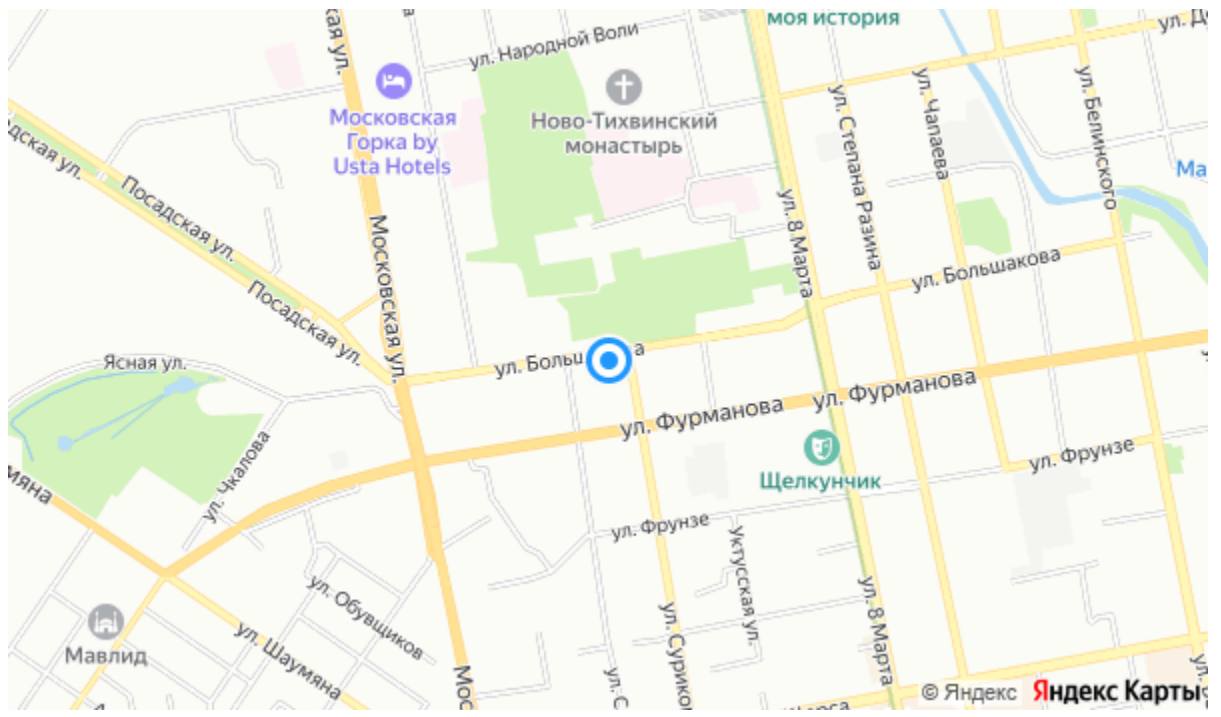 моя история
ул. Народной Воли
Московская
Горка by
Usta Hotels
Ново-Тихвинский
монастырь
ул. Степана Разина
ул. Чапаева
ул. Белинского
Посадская ул.
Московская ул.
ул. 8 Марта
ул. Большакова
Посадская ул.
Ясная ул.
ул. Фурманова
ул. Фурманова
ул. Чкалова
Щелкунчик
ул. Фрунзе
ул. Фрунзе
Уктусская ул.
ул. Обувщиков
ул. 8 Марта
Мавлид
ул. Шаумяна
© Яндекс
Яндекс Карты